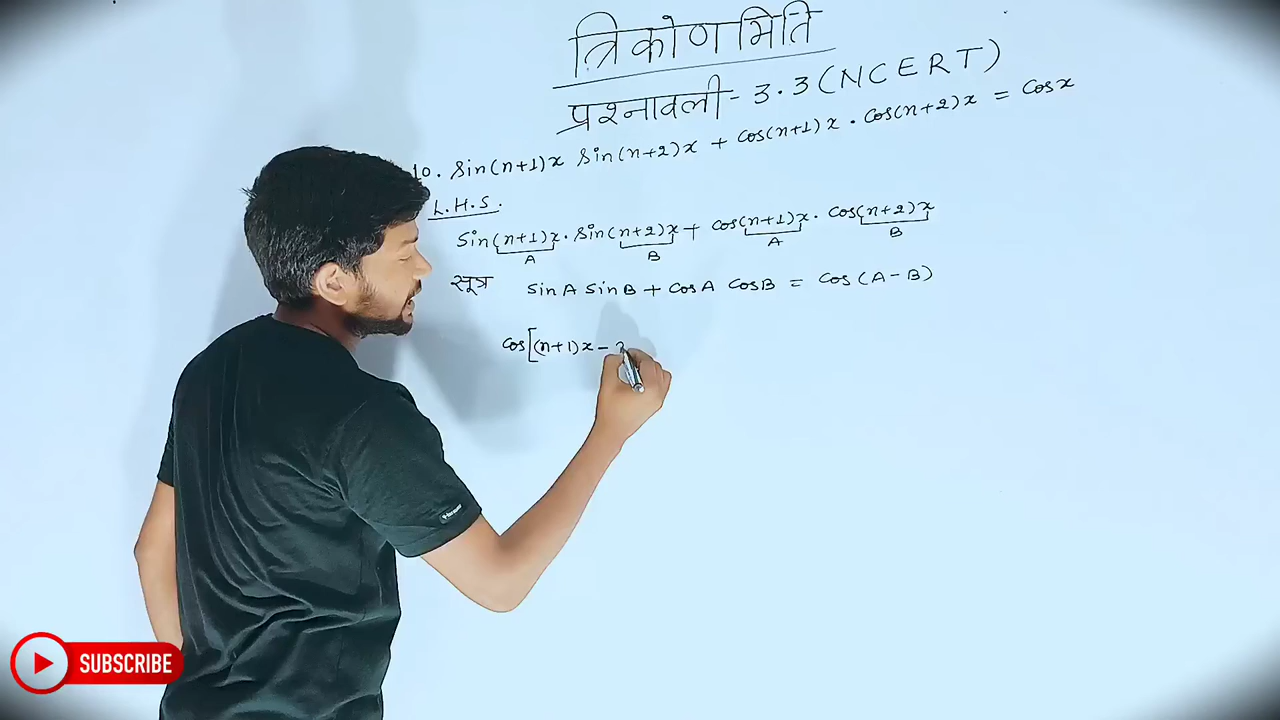 त्रिकोणमिति
प्रश्नावली - 3.3 (NCERT)
10. Sin(n+1)x Sin(n+2)x + Cos(n+1)x · Cos(n+2)x = Cosx
L.H.S.
Sin(n+1)x · Sin(n+2)x + Cos(n+1)x · Cos(n+2)x
A B A B
सूत्र SinA SinB + CosA CosB = Cos(A-B)
Cos[(n+1)x -
SUBSCRIBE